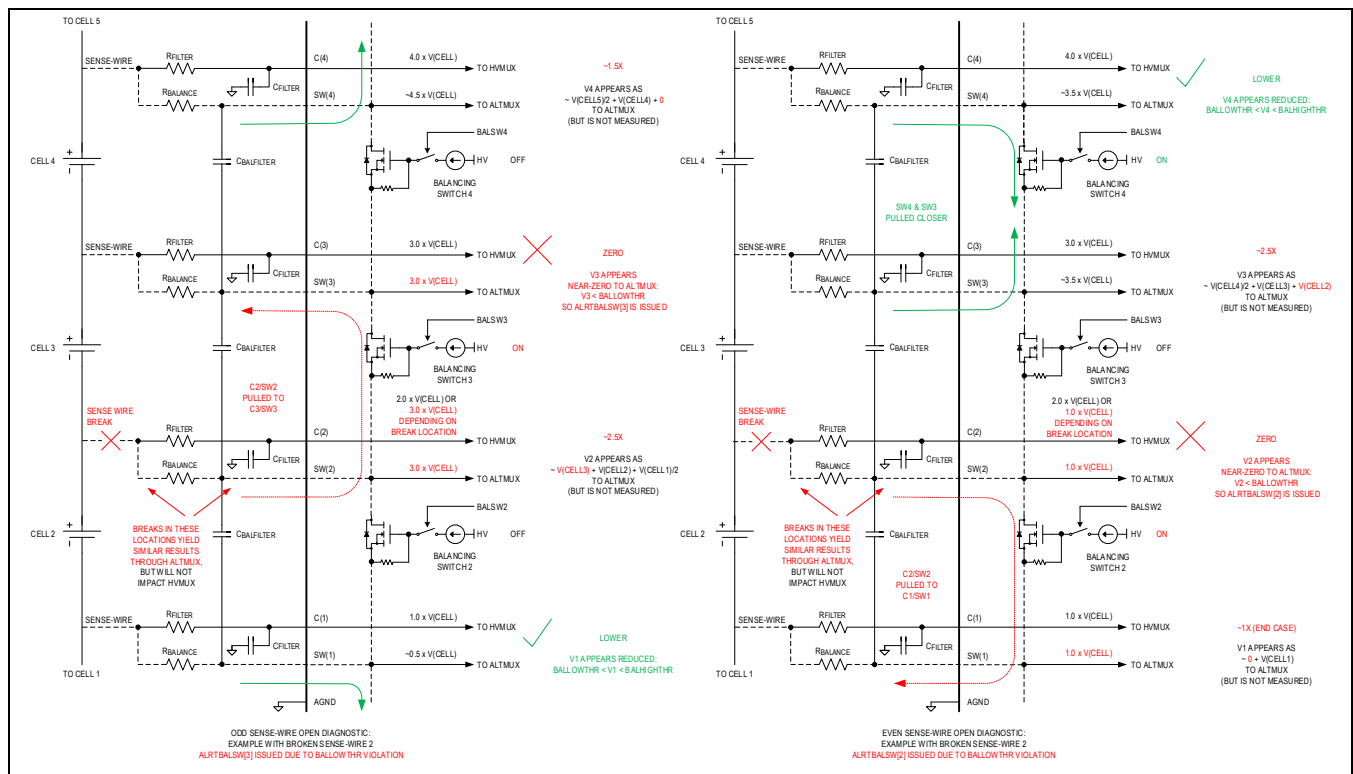 TO CELL 5
SENSE-WIRE
RFILTER
C(4)
4.0 x V(CELL)
TO HVMUX
CFILTER
RBALANCE
SW(4)
~4.5 x V(CELL)
TO ALTMUX
~1.5X
V4 APPEARS AS
~ V(CELL5)/2 + V(CELL4) + 0
TO ALTMUX
(BUT IS NOT MEASURED)
BALSW4
CELL 4
+
-
CBALFILTER
HV
OFF
BALANCING
SWITCH 4
SENSE-WIRE
RFILTER
C(3)
3.0 x V(CELL)
TO HVMUX
CFILTER
RBALANCE
SW(3)
3.0 x V(CELL)
TO ALTMUX
ZERO
V3 APPEARS
NEAR-ZERO TO ALTMUX:
V3 < BALLOWTHR
SO ALRTBALSW[3] IS ISSUED
BALSW3
CELL 3
+
-
CBALFILTER
HV
ON
BALANCING
SWITCH 3
C2/SW2
PULLED TO
C3/SW3
2.0 x V(CELL) OR
3.0 x V(CELL)
DEPENDING ON
BREAK LOCATION
SENSE WIRE
BREAK
RFILTER
C(2)
TO HVMUX
CFILTER
RBALANCE
SW(2)
3.0 x V(CELL)
TO ALTMUX
~2.5X
V2 APPEARS AS
~ V(CELL3) + V(CELL2) + V(CELL1)/2
TO ALTMUX
(BUT IS NOT MEASURED)
BALSW2
CELL 2
+
-
BREAKS IN THESE
LOCATIONS YIELD
SIMILAR RESULTS
THROUGH ALTMUX,
BUT WILL NOT
IMPACT HVMUX
CBALFILTER
HV
OFF
BALANCING
SWITCH 2
SENSE-WIRE
RFILTER
C(1)
1.0 x V(CELL)
TO HVMUX
CFILTER
RBALANCE
SW(1)
~0.5 x V(CELL)
TO ALTMUX
LOWER
V1 APPEARS REDUCED:
BALLOWTHR < V1 < BALHIGHTHR
TO CELL 1
AGND
ODD SENSE-WIRE OPEN DIAGNOSTIC:
EXAMPLE WITH BROKEN SENSE-WIRE 2
ALRTBALSW[3] ISSUED DUE TO BALLOWTHR VIOLATION
TO CELL 5
SENSE-WIRE
RFILTER
C(4)
4.0 x V(CELL)
TO HVMUX
CFILTER
RBALANCE
SW(4)
~3.5 x V(CELL)
TO ALTMUX
LOWER
V4 APPEARS REDUCED:
BALLOWTHR < V4 < BALHIGHTHR
BALSW4
CELL 4
+
-
CBALFILTER
HV
ON
BALANCING
SWITCH 4
SW4 & SW3
PULLED CLOSER
SENSE-WIRE
RFILTER
C(3)
3.0 x V(CELL)
TO HVMUX
CFILTER
RBALANCE
SW(3)
~3.5 x V(CELL)
TO ALTMUX
~2.5X
V3 APPEARS AS
~ V(CELL4)/2 + V(CELL3) + V(CELL2)
TO ALTMUX
(BUT IS NOT MEASURED)
BALSW3
CELL 3
+
-
CBALFILTER
HV
OFF
BALANCING
SWITCH 3
2.0 x V(CELL) OR
1.0 x V(CELL)
DEPENDING ON
BREAK LOCATION
SENSE-WIRE
BREAK
RFILTER
C(2)
TO HVMUX
CFILTER
RBALANCE
SW(2)
1.0 x V(CELL)
TO ALTMUX
ZERO
V2 APPEARS
NEAR-ZERO TO ALTMUX:
V2 < BALLOWTHR
SO ALRTBALSW[2] IS ISSUED
BALSW2
CELL 2
+
-
BREAKS IN THESE
LOCATIONS YIELD
SIMILAR RESULTS
THROUGH ALTMUX,
BUT WILL NOT
IMPACT HVMUX
CBALFILTER
HV
ON
BALANCING
SWITCH 2
C2/SW2
PULLED TO
C1/SW1
SENSE-WIRE
RFILTER
C(1)
1.0 x V(CELL)
TO HVMUX
CFILTER
RBALANCE
SW(1)
1.0 x V(CELL)
TO ALTMUX
~1X (END CASE)
V1 APPEARS AS
~ 0 + V(CELL1)
TO ALTMUX
(BUT IS NOT MEASURED)
TO CELL 1
AGND
EVEN SENSE-WIRE OPEN DIAGNOSTIC:
EXAMPLE WITH BROKEN SENSE-WIRE 2
ALRTBALSW[2] ISSUED DUE TO BALLOWTHR VIOLATION